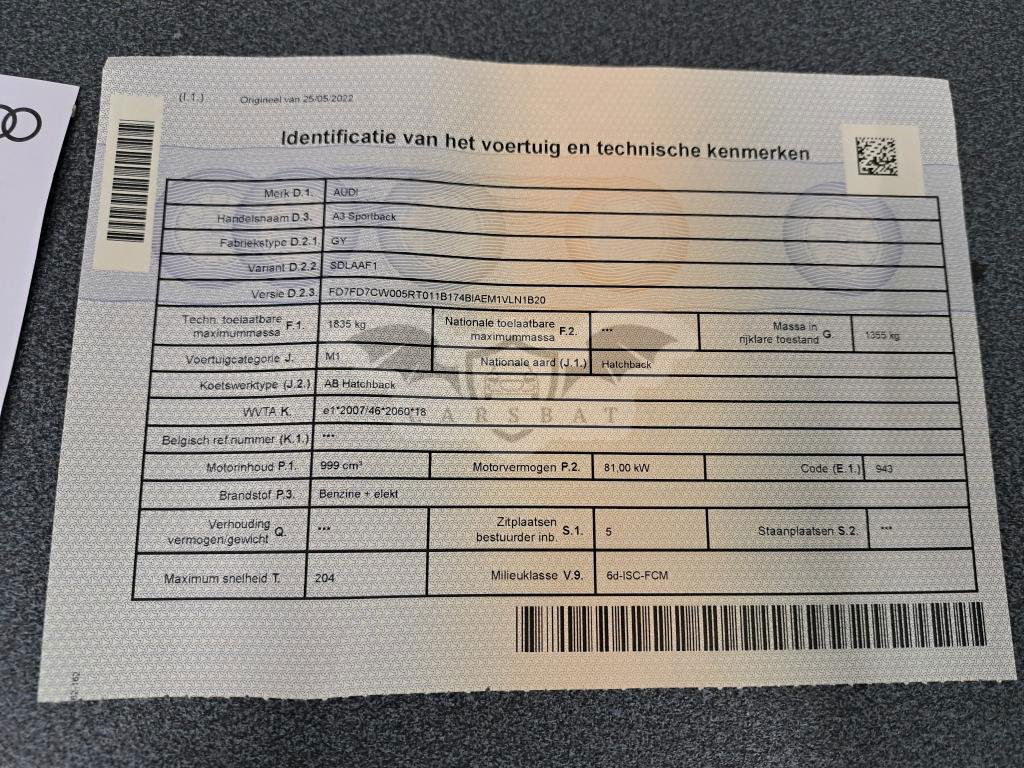 (I.1.) Origineel van 25/05/2022
Identificatie van het voertuig en technische kenmerken
Merk D.1. AUDI
Handelsnaam D.3. A3 Sportback
Fabriekstype D.2.1. GY
Variant D.2.2. SDLAAF1
Versie D.2.3. FD7FD7CW005RT011B174BIAEM1VLN1B20
Techn. toelaatbare maximummassa F.1. 1835 kg Nationale toelaatbare maximummassa F.2. *** Massa in rijklare toestand G 1355 kg
Voertuigcategorie J. M1 Nationale aard (J.1.) Hatchback
Koetswerktype (J.2.) AB Hatchback
WVTA K. e1*2007/46*2060*18
CARSBAT
Belgisch ref.nummer (K.1.) ***
Motorinhoud P.1. 999 cm³ Motorvermogen P.2. 81,00 kW Code (E.1.) 943
Brandstof P.3. Benzine + elekt
Verhouding vermogen/gewicht Q. *** Zitplaatsen bestuurder inb. S.1. 5 Staanplaatsen S.2. ***
Maximum snelheid T. 204 Milieuklasse V.9. 6d-ISC-FCM